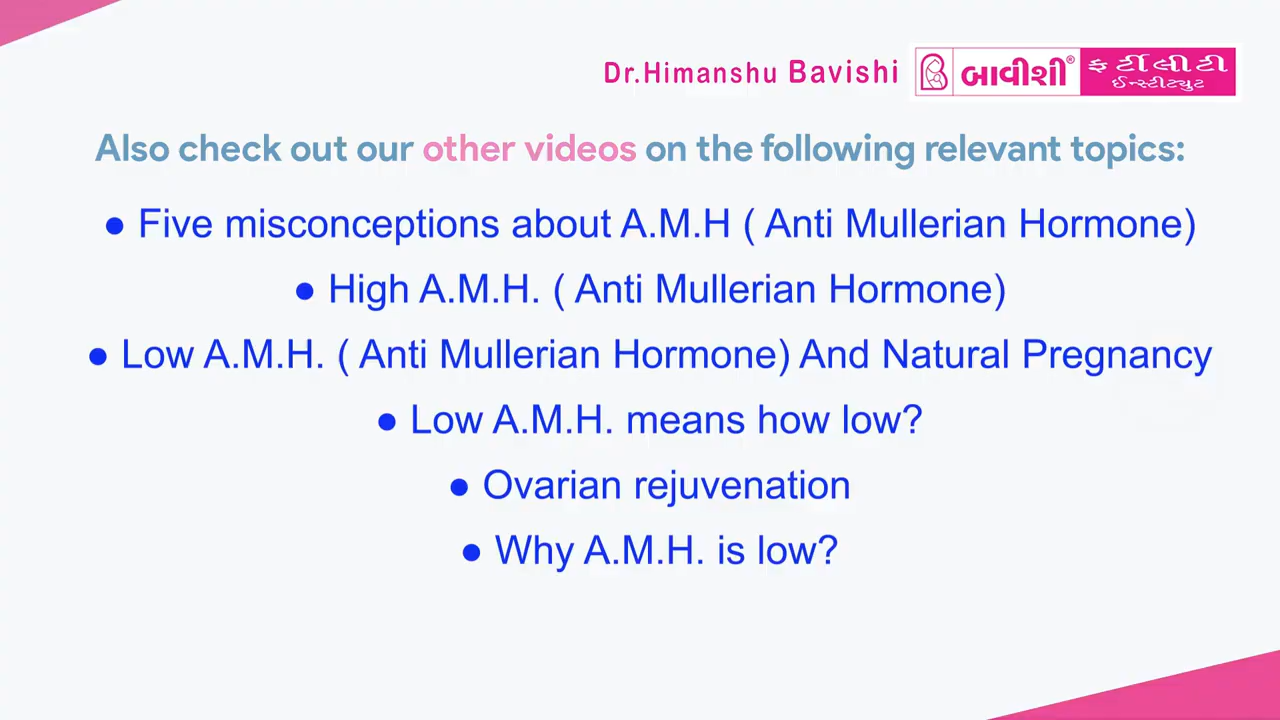 Dr.Himanshu Bavishi
બાવીશી®
ફર્ટીલીટી
ઈન્સ્ટીટ્યુટ
Also check out our other videos on the following relevant topics:
● Five misconceptions about A.M.H ( Anti Mullerian Hormone)
● High A.M.H. ( Anti Mullerian Hormone)
● Low A.M.H. ( Anti Mullerian Hormone) And Natural Pregnancy
● Low A.M.H. means how low?
● Ovarian rejuvenation
● Why A.M.H. is low?